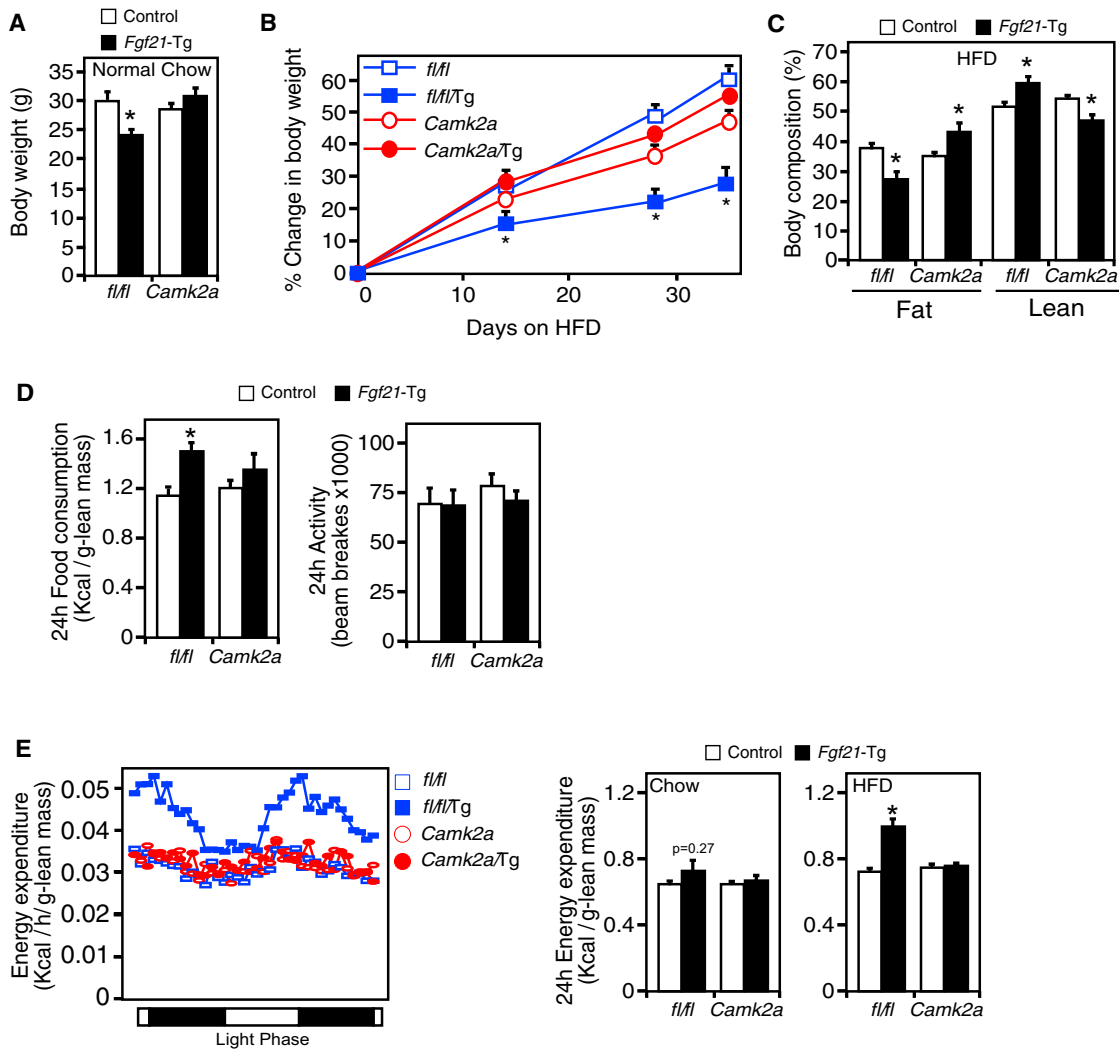 A
Control
Fgf21-Tg
Normal Chow
Body weight (g)
35
30
25
20
15
10
5
0
*
fl/fl Camk2a
B
% Change in body weight
60
50
40
30
20
10
0
fl/fl
fl/fl/Tg
Camk2a
Camk2a/Tg
*
*
*
0 10 20 30
Days on HFD
C
Control Fgf21-Tg
HFD
Body composition (%)
70
60
50
40
30
20
10
0
*
*
*
*
fl/fl Camk2a fl/fl Camk2a
Fat Lean
D
Control Fgf21-Tg
24h Food consumption
(Kcal / g-lean mass)
1.6
1.2
0.8
0.4
0
*
fl/fl Camk2a
24h Activity
(beam breakes x1000)
100
75
50
25
0
fl/fl Camk2a
E
Energy expenditure
(Kcal / h/ g-lean mass)
0.05
0.04
0.03
0.02
0.01
0
fl/fl
fl/fl/Tg
Camk2a
Camk2a/Tg
Light Phase
Control Fgf21-Tg
24h Energy expenditure
(Kcal / g-lean mass)
Chow
1.2
0.8
0.4
0
p=0.27
fl/fl Camk2a
HFD
1.2
0.8
0.4
0
*
fl/fl Camk2a